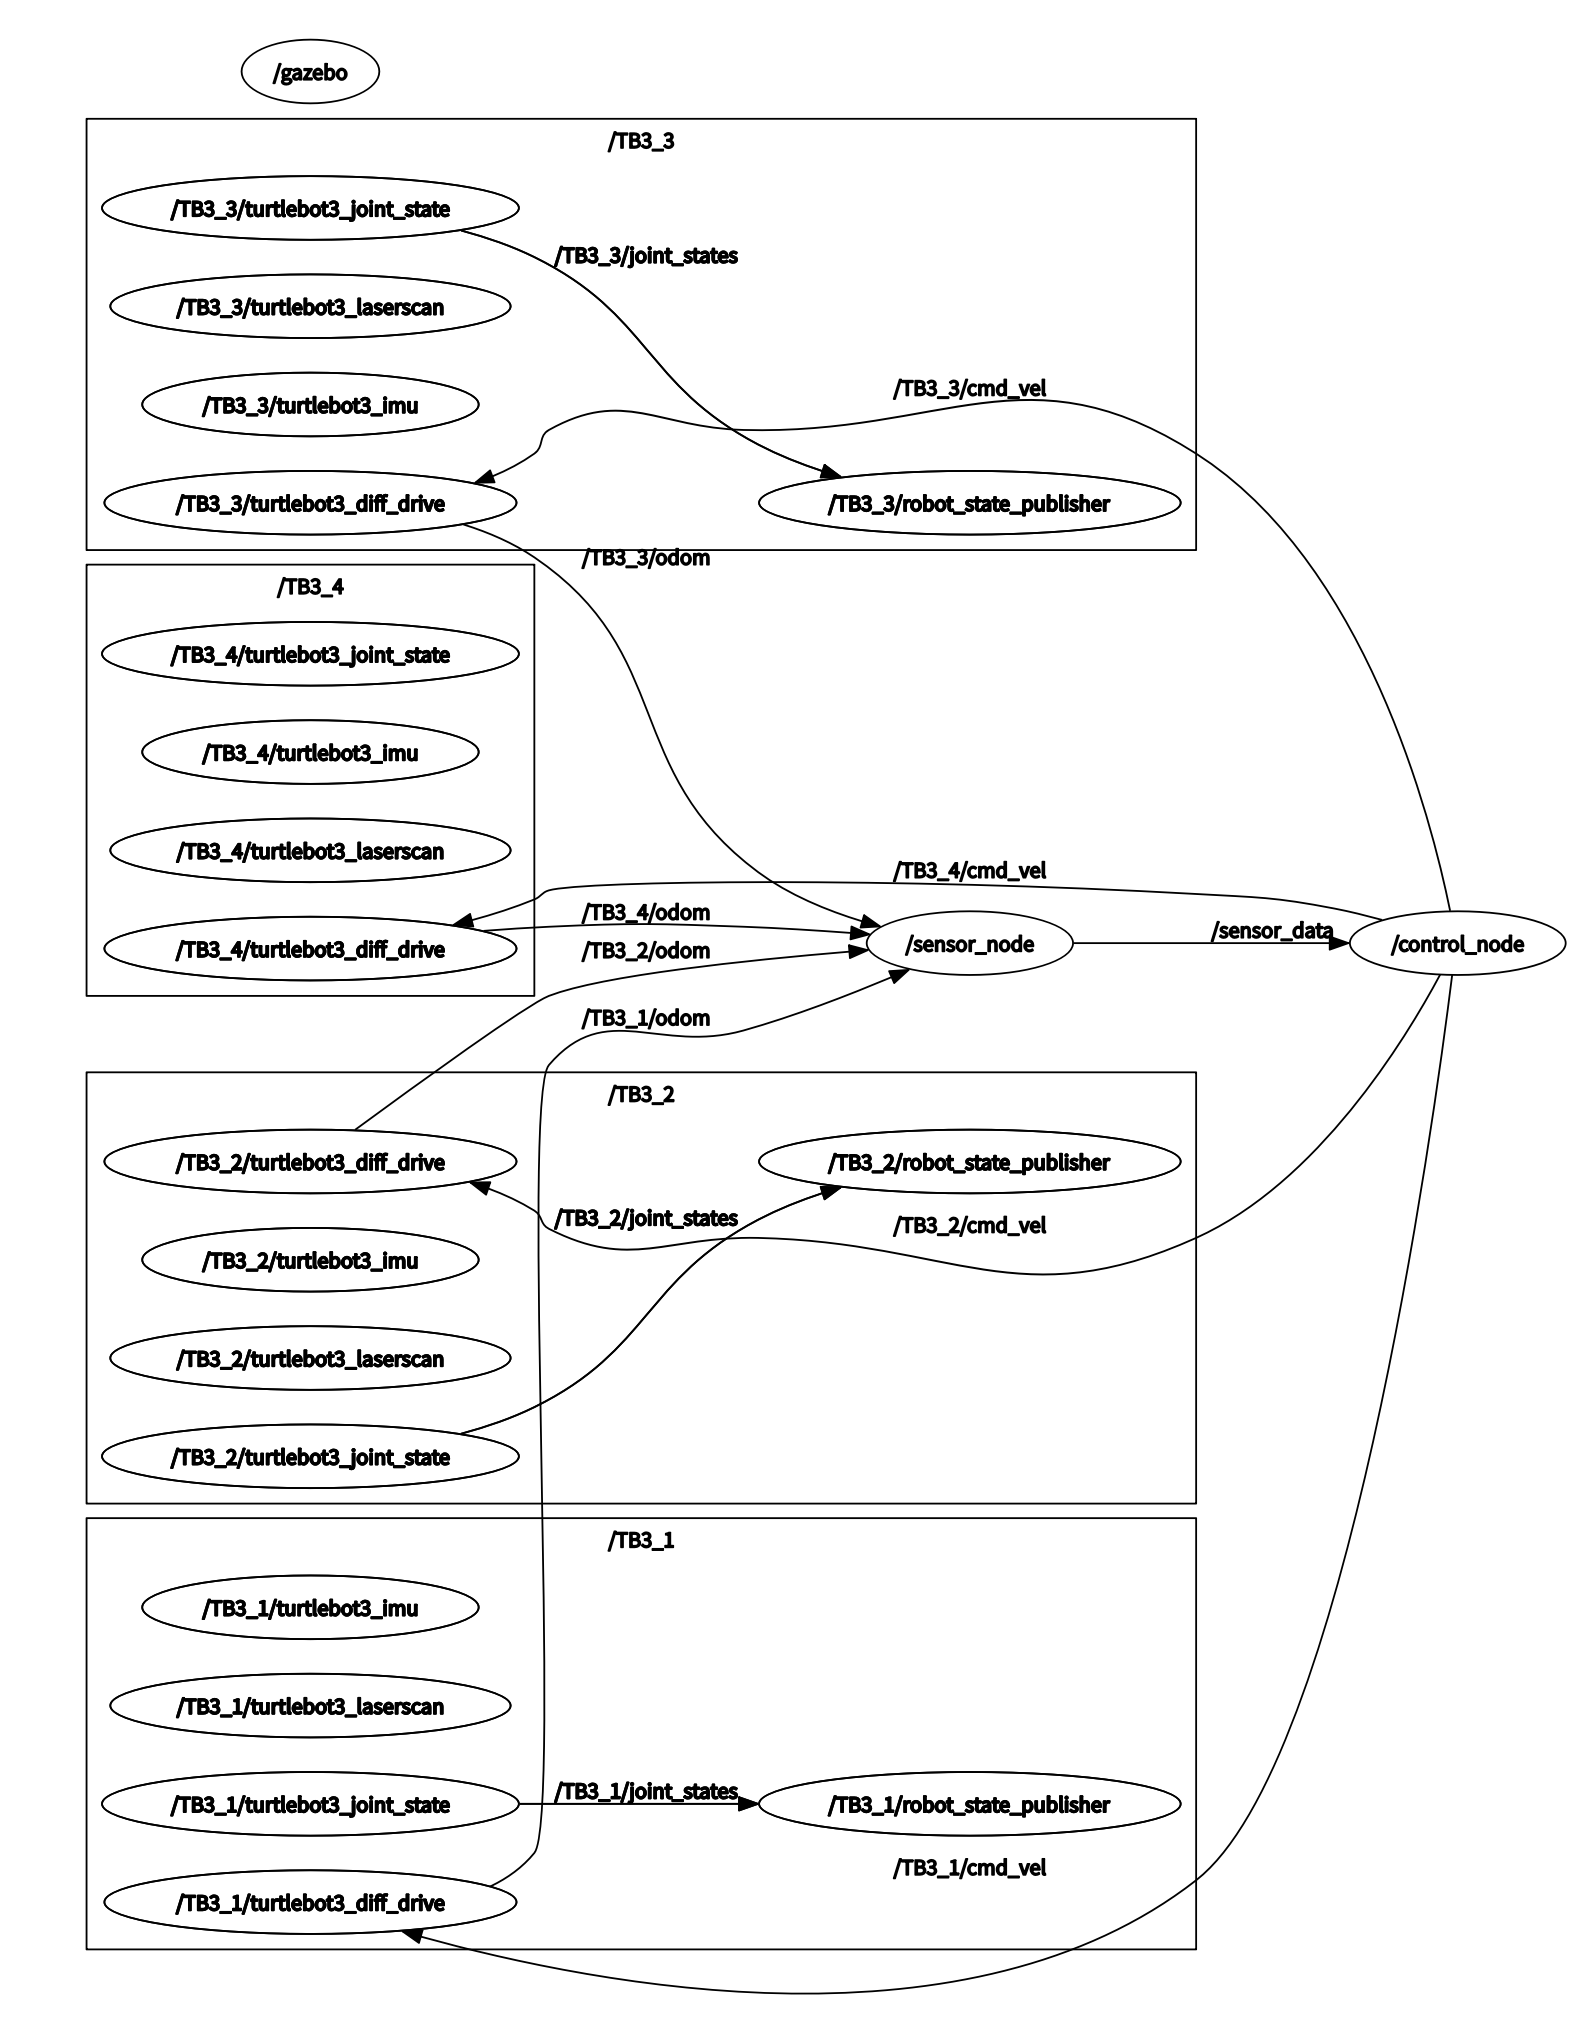 /gazebo
/TB3_3
/TB3_3/turtlebot3_joint_state
/TB3_3/joint_states
/TB3_3/turtlebot3_laserscan
/TB3_3/cmd_vel
/TB3_3/turtlebot3_imu
/TB3_3/turtlebot3_diff_drive
/TB3_3/robot_state_publisher
/TB3_3/odom
/TB3_4
/TB3_4/turtlebot3_joint_state
/TB3_4/turtlebot3_imu
/TB3_4/turtlebot3_laserscan
/TB3_4/cmd_vel
/TB3_4/odom
/sensor_data
/TB3_4/turtlebot3_diff_drive
/sensor_node
/control_node
/TB3_2/odom
/TB3_1/odom
/TB3_2
/TB3_2/turtlebot3_diff_drive
/TB3_2/robot_state_publisher
/TB3_2/joint_states
/TB3_2/cmd_vel
/TB3_2/turtlebot3_imu
/TB3_2/turtlebot3_laserscan
/TB3_2/turtlebot3_joint_state
/TB3_1
/TB3_1/turtlebot3_imu
/TB3_1/turtlebot3_laserscan
/TB3_1/joint_states
/TB3_1/turtlebot3_joint_state
/TB3_1/robot_state_publisher
/TB3_1/cmd_vel
/TB3_1/turtlebot3_diff_drive